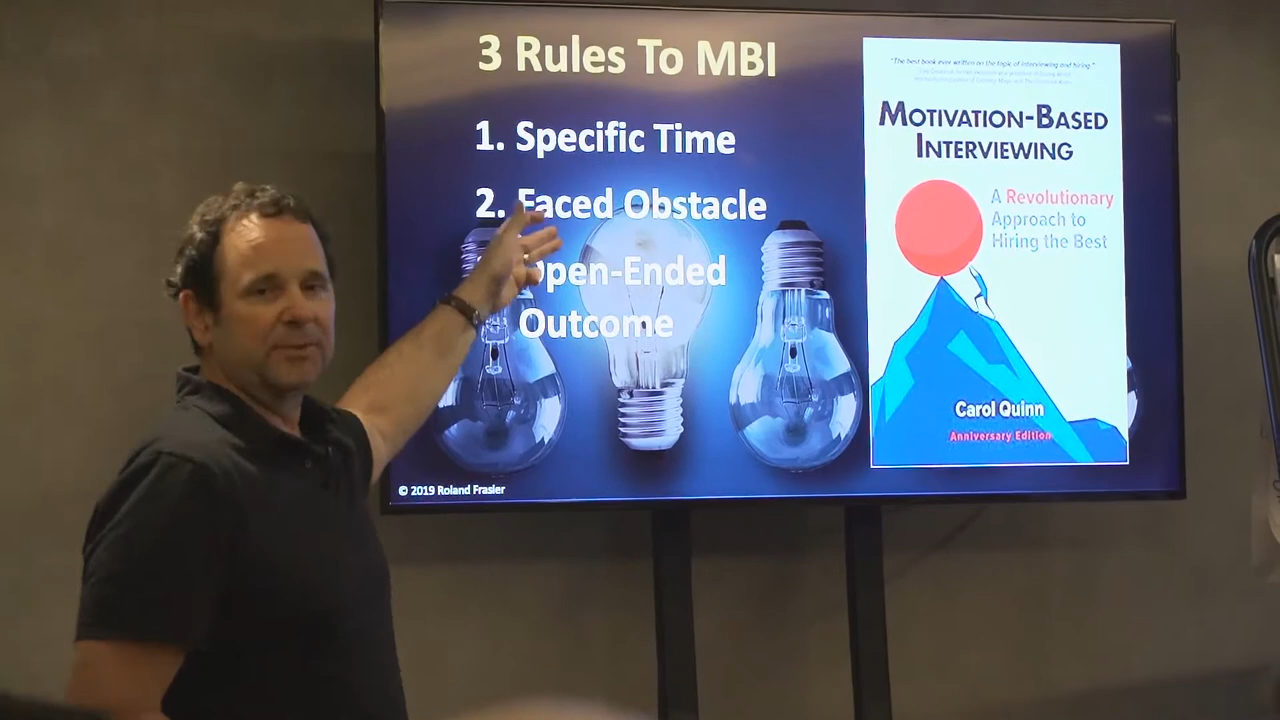 3 Rules To MBI
1. Specific Time
2. Faced Obstacle
Open-Ended
Outcome
© 2019 Roland Frasier
"The best book ever written on the topic of interviewing and hiring."
MOTIVATION-BASED
INTERVIEWING
A Revolutionary
Approach to
Hiring the Best
Carol Quinn
Anniversary Edition